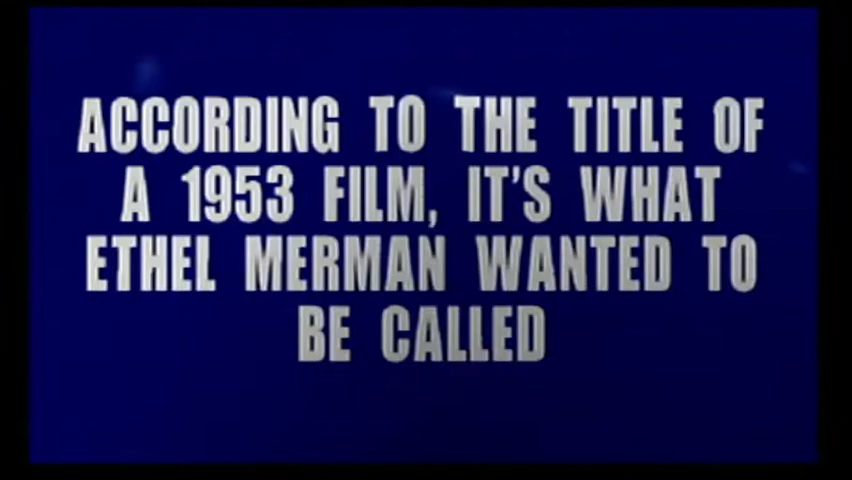 ACCORDING TO THE TITLE OF
A 1953 FILM, IT'S WHAT
ETHEL MERMAN WANTED TO
BE CALLED